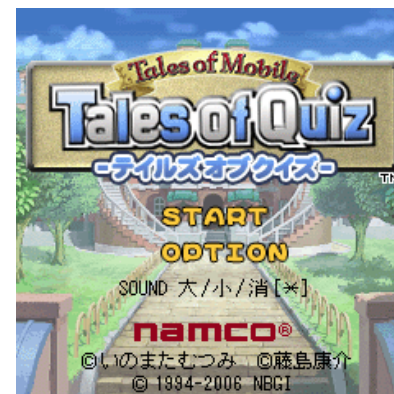 Tales of Mobile
Tales of Quiz
-テイルズオブクイズ-
TM
START
OPTION
SOUND 大/小/消[*]
namco®
©いのまたむつみ ©藤島康介
© 1994-2006 NBGI